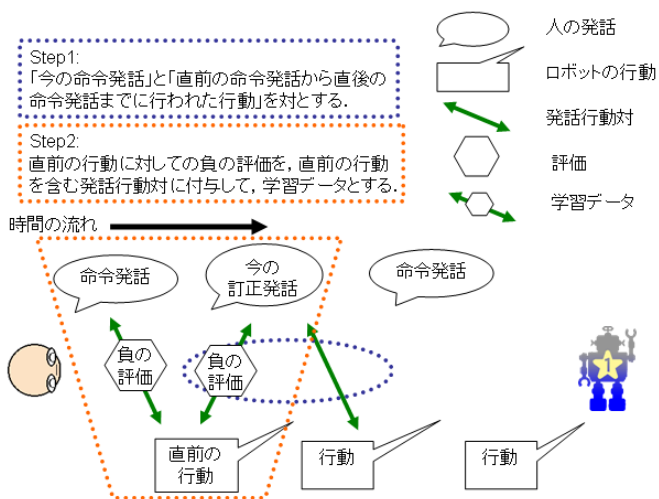 Step1:
「今の命令発話」と「直前の命令発話から直後の
命令発話までに行われた行動」を対とする.
Step2:
直前の行動に対しての負の評価を, 直前の行動
を含む発話行動対に付与して, 学習データとする.
人の発話
ロボットの行動
発話行動対
評価
学習データ
時間の流れ
命令発話
今の
訂正発話
命令発話
負の
評価
負の
評価
1
直前の
行動
行動
行動